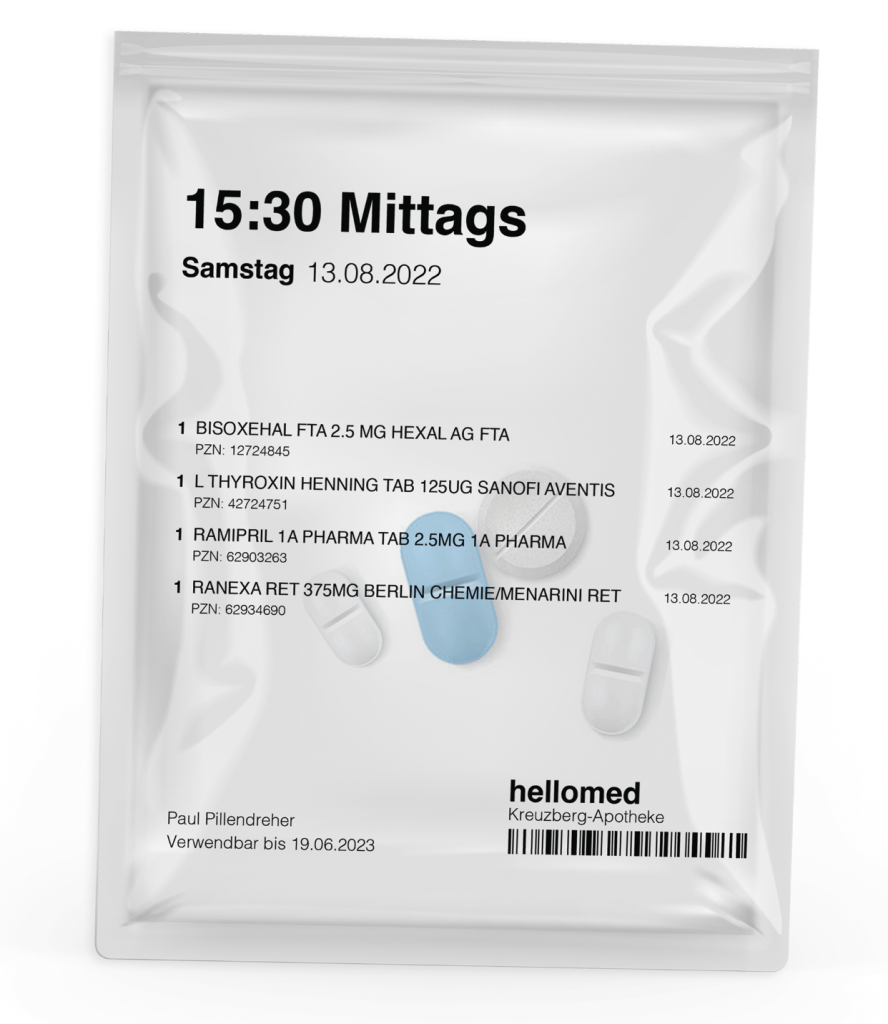 15:30 Mittags
Samstag 13.08.2022
1 BISOXEHAL FTA 2.5 MG HEXAL AG FTA 13.08.2022
PZN: 12724845
1 L THYROXIN HENNING TAB 125UG SANOFI AVENTIS 13.08.2022
PZN: 42724751
1 RAMIPRIL 1A PHARMA TAB 2.5MG 1A PHARMA 13.08.2022
PZN: 62903263
1 RANEXA RET 375MG BERLIN CHEMIE/MENARINI RET 13.08.2022
PZN: 62934690
Paul Pillendreher
Verwendbar bis 19.06.2023
hellomed
Kreuzberg-Apotheke